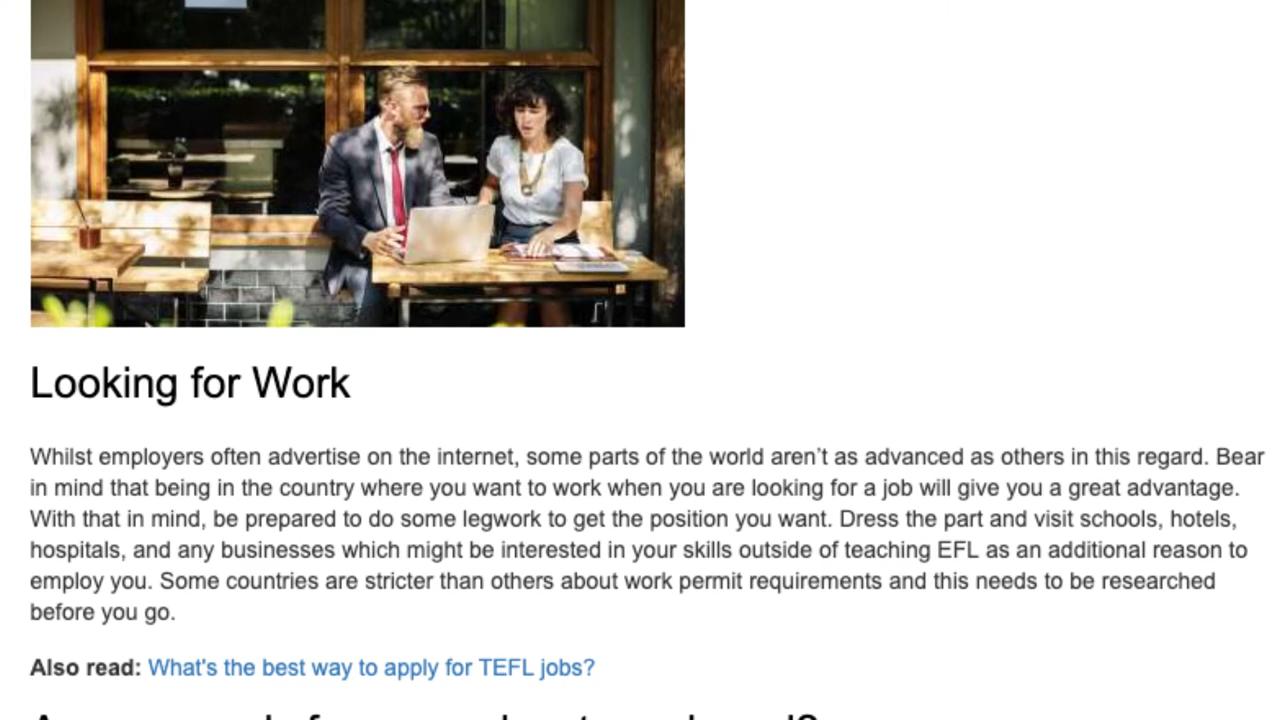 Looking for Work
Whilst employers often advertise on the internet, some parts of the world aren’t as advanced as others in this regard. Bear
in mind that being in the country where you want to work when you are looking for a job will give you a great advantage.
With that in mind, be prepared to do some legwork to get the position you want. Dress the part and visit schools, hotels,
hospitals, and any businesses which might be interested in your skills outside of teaching EFL as an additional reason to
employ you. Some countries are stricter than others about work permit requirements and this needs to be researched
before you go.
Also read: What's the best way to apply for TEFL jobs?